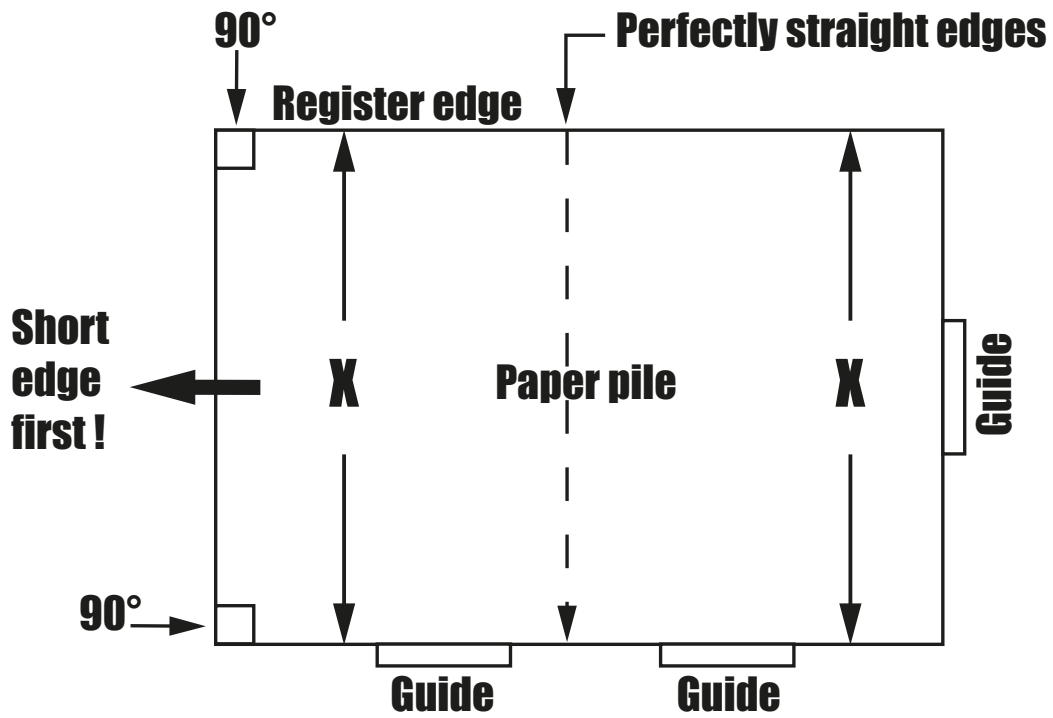 90°
Perfectly straight edges
Register edge
Short
edge
first !
X
Paper pile
X
Guide
90°
Guide
Guide